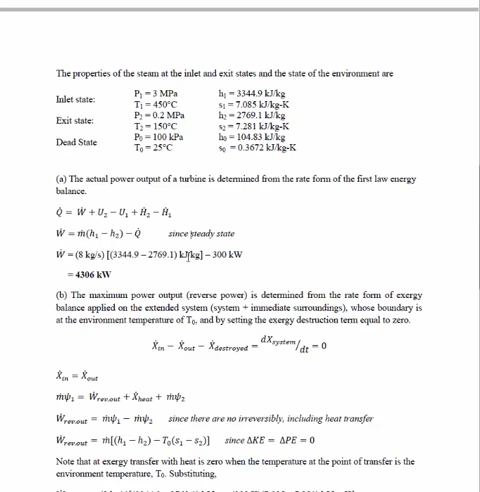 The properties of the steam at the inlet and exit states and the state of the environment are
Inlet state: P₁ = 3 MPa h₁ = 3344.9 kJ/kg
T₁ = 450°C s₁ = 7.085 kJ/kg-K
Exit state: P₂ = 0.2 MPa h₂ = 2769.1 kJ/kg
T₂ = 150°C s₂ = 7.281 kJ/kg-K
Dead State P₀ = 100 kPa h₀ = 104.83 kJ/kg
T₀ = 25°C s₀ = 0.3672 kJ/kg-K
(a) The actual power output of a turbine is determined from the rate form of the first law energy
balance.
Q̇ = Ẇ + U₂ − U₁ + Ḣ₂ − Ḣ₁
Ẇ = ṁ(h₁ − h₂) − Q̇ since steady state
Ẇ = (8 kg/s) [(3344.9 – 2769.1) kJ/kg] – 300 kW
= 4306 kW
(b) The maximum power output (reverse power) is determined from the rate form of exergy
balance applied on the extended system (system + immediate surroundings), whose boundary is
at the environment temperature of T₀, and by setting the exergy destruction term equal to zero.
Ẋin − Ẋout − Ẋdestroyed = dXsystem/dt = 0
Ẋin = Ẋout
ṁψ₁ = Ẇrev.out + Ẋheat + ṁψ₂
Ẇrev.out = ṁψ₁ − ṁψ₂ since there are no irreversibly, including heat transfer
Ẇrev.out = ṁ[(h₁ − h₂) − T₀(s₁ − s₂)] since ΔKE = ΔPE = 0
Note that at exergy transfer with heat is zero when the temperature at the point of transfer is the
environment temperature, T₀. Substituting,